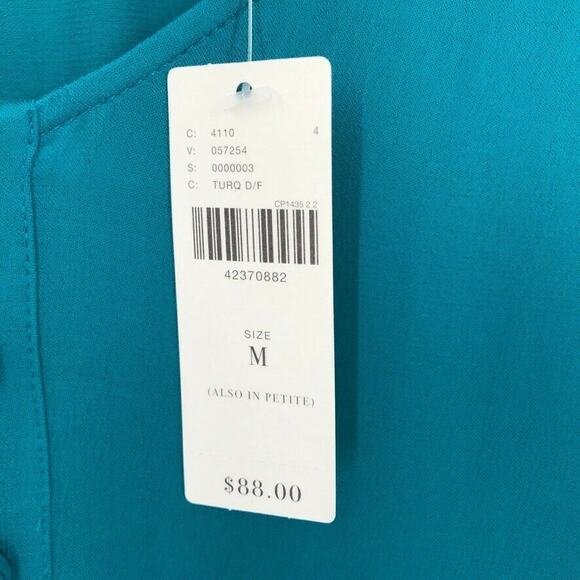 C: 4110 4
V: 057254
S: 0000003
C: TURQ D/F
CP1435 2 2
42370882
SIZE
M
(ALSO IN PETITE)
$88.00